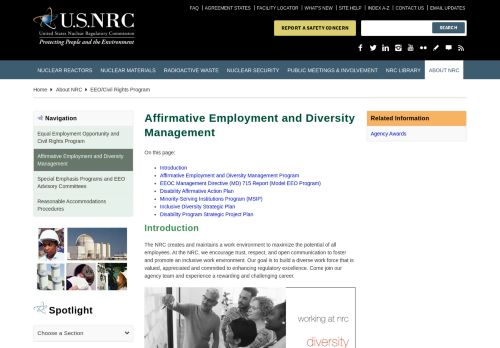 FAQ | AGREEMENT STATES | FACILITY LOCATOR | WHAT'S NEW | SITE HELP | INDEX A-Z | CONTACT US | EMAIL UPDATES
U.S.NRC
United States Nuclear Regulatory Commission
Protecting People and the Environment
REPORT A SAFETY CONCERN
SEARCH
NUCLEAR REACTORS NUCLEAR MATERIALS RADIOACTIVE WASTE NUCLEAR SECURITY PUBLIC MEETINGS & INVOLVEMENT NRC LIBRARY ABOUT NRC
Home About NRC EEO/Civil Rights Program
Navigation
Equal Employment Opportunity and
Civil Rights Program
Affirmative Employment and Diversity
Management
Special Emphasis Programs and EEO
Advisory Committees
Reasonable Accommodations
Procedures
Spotlight
Choose a Section
Affirmative Employment and Diversity
Management
On this page:
Introduction
Affirmative Employment and Diversity Management Program
EEOC Management Directive (MD) 715 Report (Model EEO Program)
Disability Affirmative Action Plan
Minority-Serving Institutions Program (MSIP)
Inclusive Diversity Strategic Plan
Disability Program Strategic Project Plan
Introduction
The NRC creates and maintains a work environment to maximize the potential of all
employees. At the NRC, we encourage trust, respect, and open communication to foster
and promote an inclusive work environment. Our goal is to build a diverse work force that is
valued, appreciated and committed to enhancing regulatory excellence. Come join our
agency team and experience a rewarding and challenging career.
working at nrc
diversity
Related Information
Agency Awards